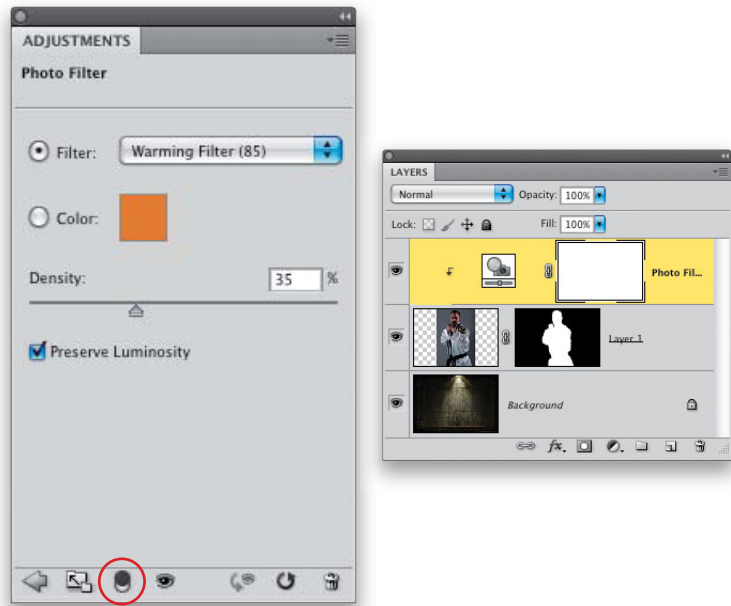 ADJUSTMENTS
Photo Filter
Filter: Warming Filter (85)
Color:
Density: 35 %
Preserve Luminosity
LAYERS
Normal Opacity: 100%
Lock: Fill: 100%
Photo Fil...
Layer 1
Background
fx.